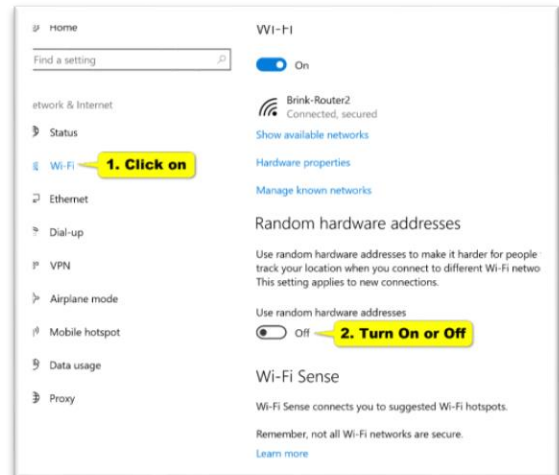 Home
Find a setting
etwork & Internet
Status
Wi-Fi
1. Click on
Ethernet
Dial-up
VPN
Airplane mode
Mobile hotspot
Data usage
Proxy
Wi-Fi
On
Brink-Router2
Connected, secured
Show available networks
Hardware properties
Manage known networks
Random hardware addresses
Use random hardware addresses to make it harder for people
track your location when you connect to different Wi-Fi netwo
This setting applies to new connections.
Use random hardware addresses
Off
2. Turn On or Off
Wi-Fi Sense
Wi-Fi Sense connects you to suggested Wi-Fi hotspots.
Remember, not all Wi-Fi networks are secure.
Learn more